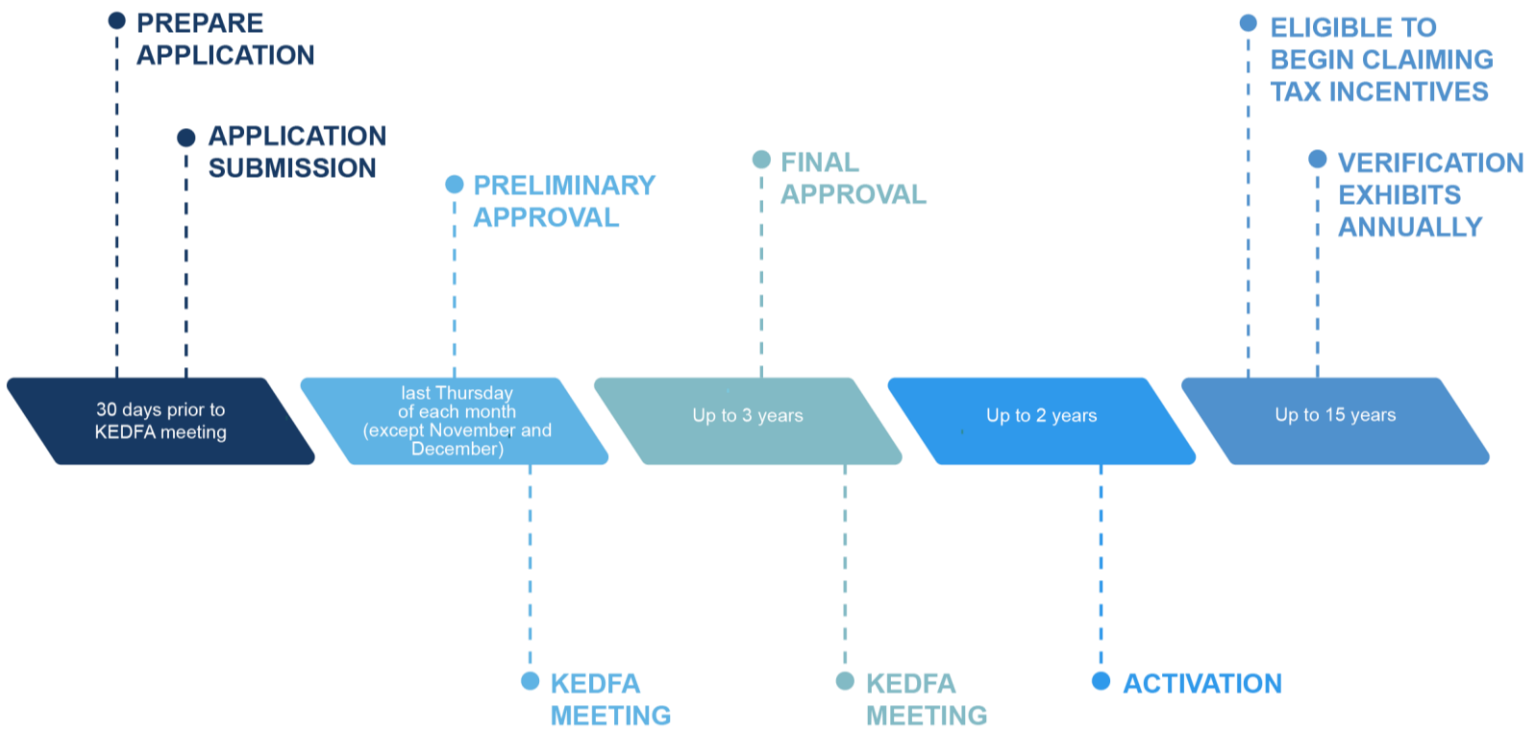 PREPARE
APPLICATION
APPLICATION
SUBMISSION
PRELIMINARY
APPROVAL
FINAL
APPROVAL
ELIGIBLE TO
BEGIN CLAIMING
TAX INCENTIVES
VERIFICATION
EXHIBITS
ANNUALLY
30 days prior to
KEDFA meeting
last Thursday
of each month
(except November and
December)
Up to 3 years
Up to 2 years
Up to 15 years
KEDFA
MEETING
KEDFA
MEETING
ACTIVATION